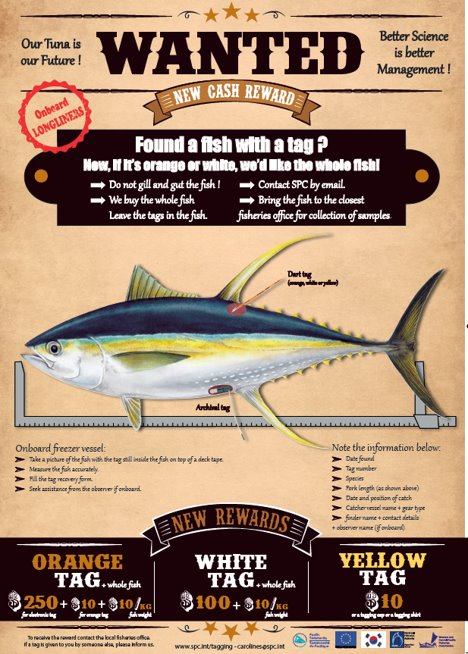 Our Tuna is
our Future !
WANTED
Better Science
is better
Management !
NEW CASH REWARD
Onboard
LONGLINERS
Found a fish with a tag ?
Now, if it's orange or white, we'd like the whole fish!
Do not gill and gut the fish !
We buy the whole fish
Leave the tags in the fish.
Contact SPC by email.
Bring the fish to the closest
fisheries office for collection of samples
Dart tag
(orange, white or yellow)
Archival tag
Onboard freezer vessel:
Take a picture of the fish with the tag still inside the fish on top of a deck tape.
Measure the fish accurately.
Fill the tag recovery form.
Seek assistance from the observer if onboard.
Note the information below:
Date found
Tag number
Species
Fork length (as shown above)
Date and position of catch
Catcher vessel name + gear type
finder name + contact details
+ observer name (if onboard)
NEW REWARDS
ORANGE
TAG + whole fish
$250 + $10 + $10/KG
for electronic tag for orange tag fish weight
WHITE
TAG + whole fish
$100 + $10/KG
fish weight
YELLOW
TAG
$10
or a tagging cap or a tagging shirt
To receive the reward contact the local fisheries office.
If a tag is given to you by someone else, please inform us.
www.spc.int/tagging - carolines@spc.int